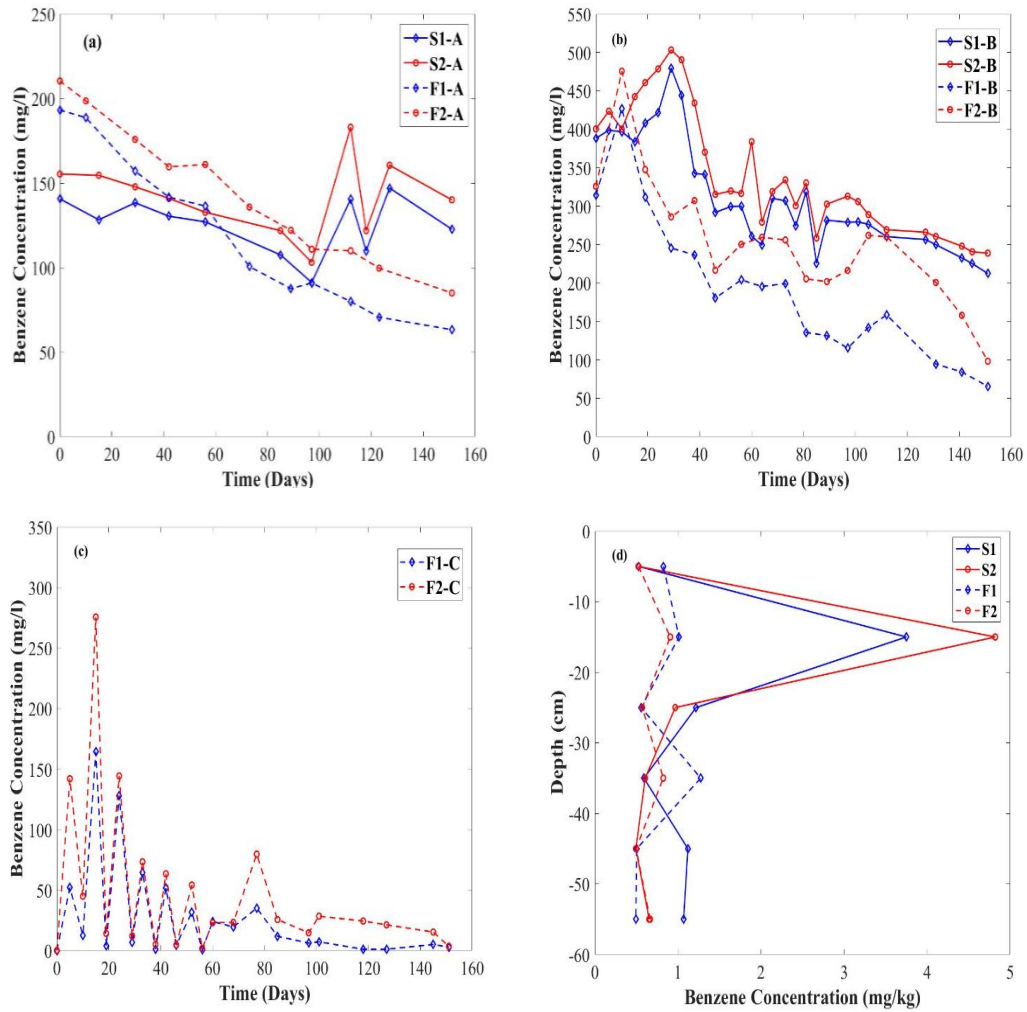 (a)
S1-A
S2-A
F1-A
F2-A
Benzene Concentration (mg/l)
250
200
150
100
50
0
0 20 40 60 80 100 120 140 160
Time (Days)
(b)
S1-B
S2-B
F1-B
F2-B
Benzene Concentration (mg/l)
550
500
450
400
350
300
250
200
150
100
50
0
0 20 40 60 80 100 120 140 160
Time (Days)
(c)
F1-C
F2-C
Benzene Concentration (mg/l)
350
300
250
200
150
100
50
0
0 20 40 60 80 100 120 140 160
Time (Days)
(d)
S1
S2
F1
F2
Depth (cm)
0
-10
-20
-30
-40
-50
-60
0 1 2 3 4 5
Benzene Concentration (mg/kg)